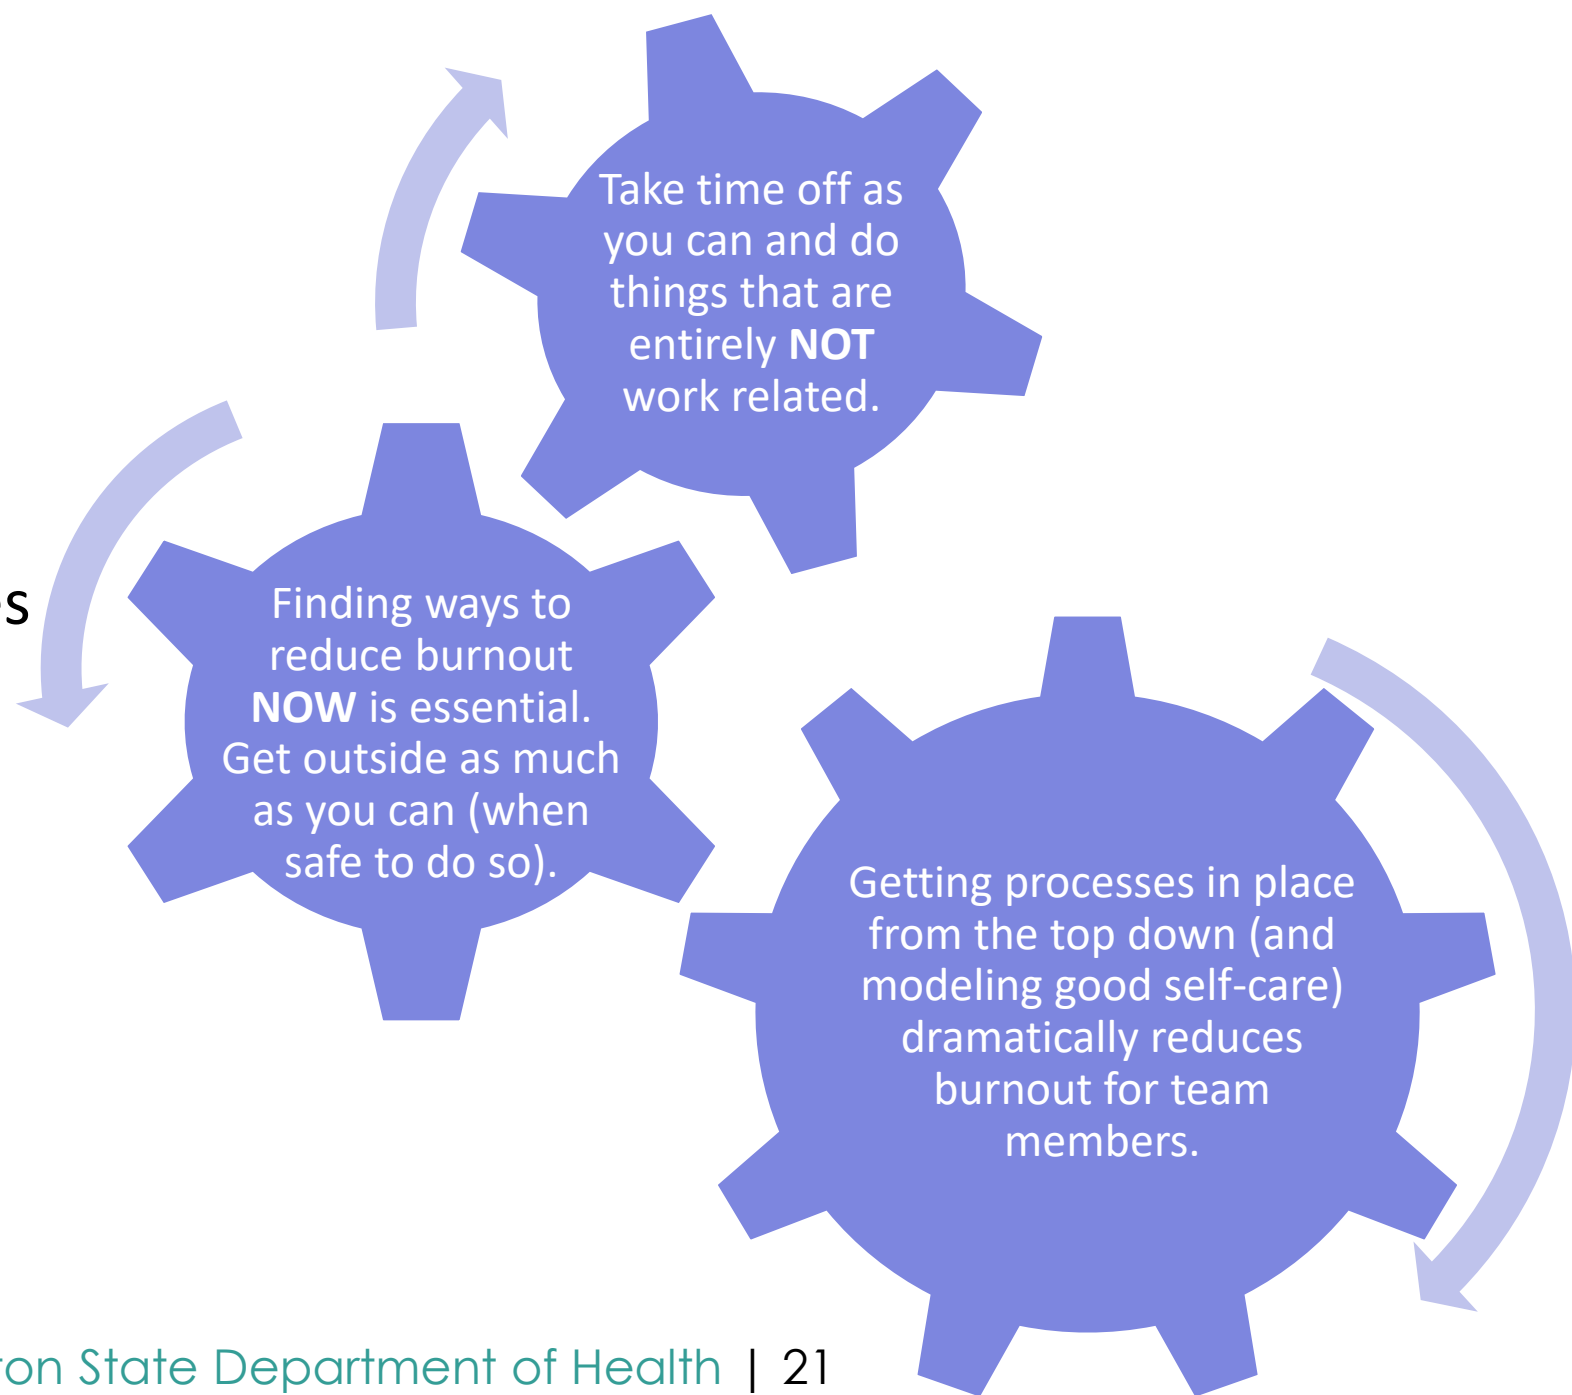 Take time off as
you can and do
things that are
entirely NOT
work related.
Finding ways to
reduce burnout
NOW is essential.
Get outside as much
as you can (when
safe to do so).
Getting processes in place
from the top down (and
modeling good self-care)
dramatically reduces
burnout for team
members.
State Department of Health | 21